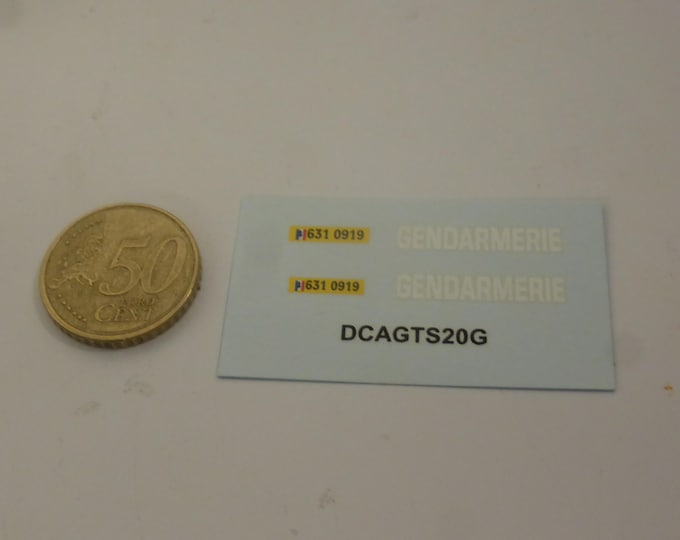 50
EURO
CENT
631 0919 GENDARMERIE
631 0919 GENDARMERIE
DCAGTS20G